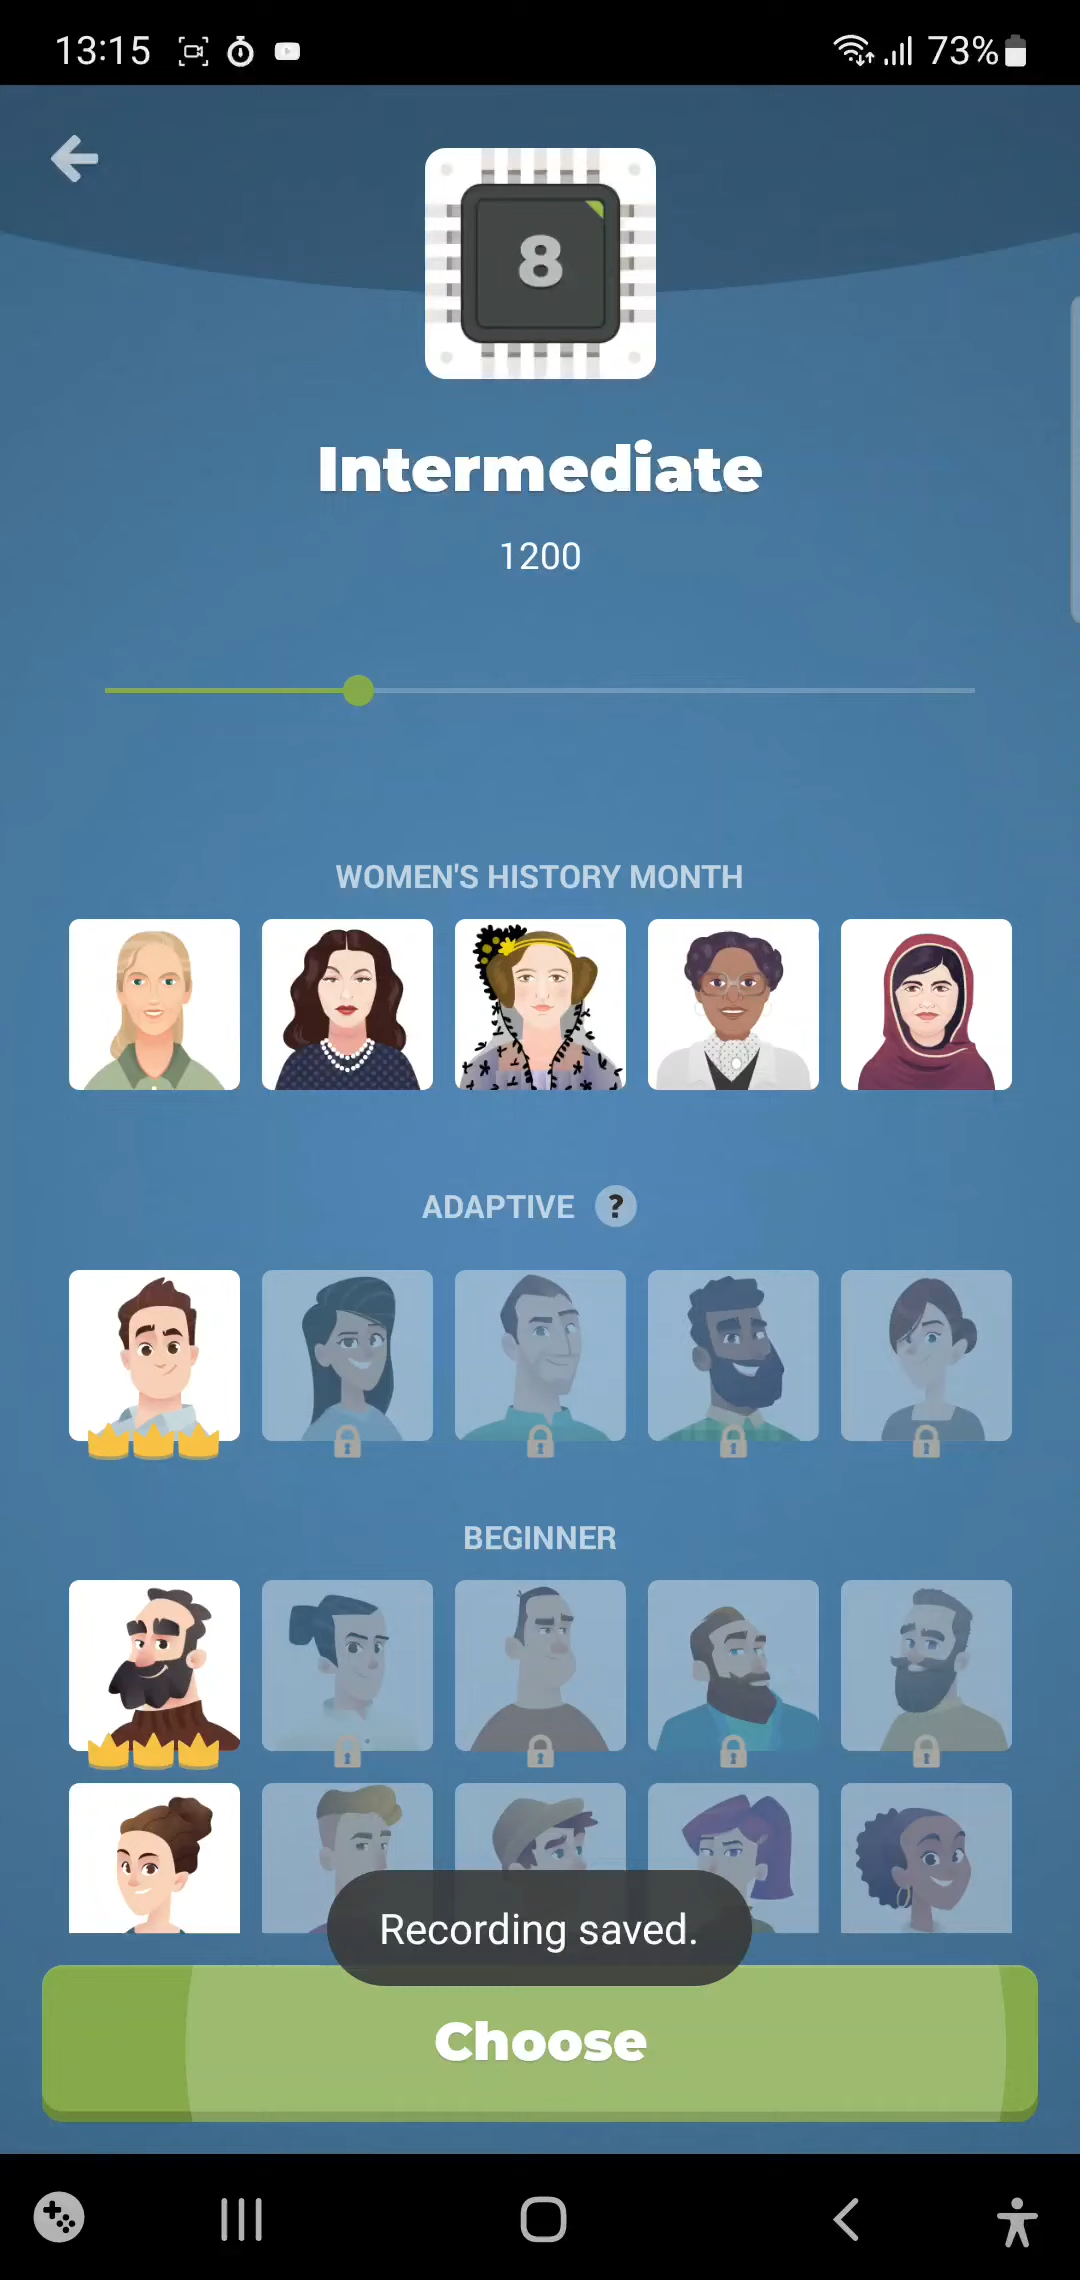 13:15
73%
8
Intermediate
1200
WOMEN'S HISTORY MONTH
ADAPTIVE ?
BEGINNER
Recording saved.
Choose